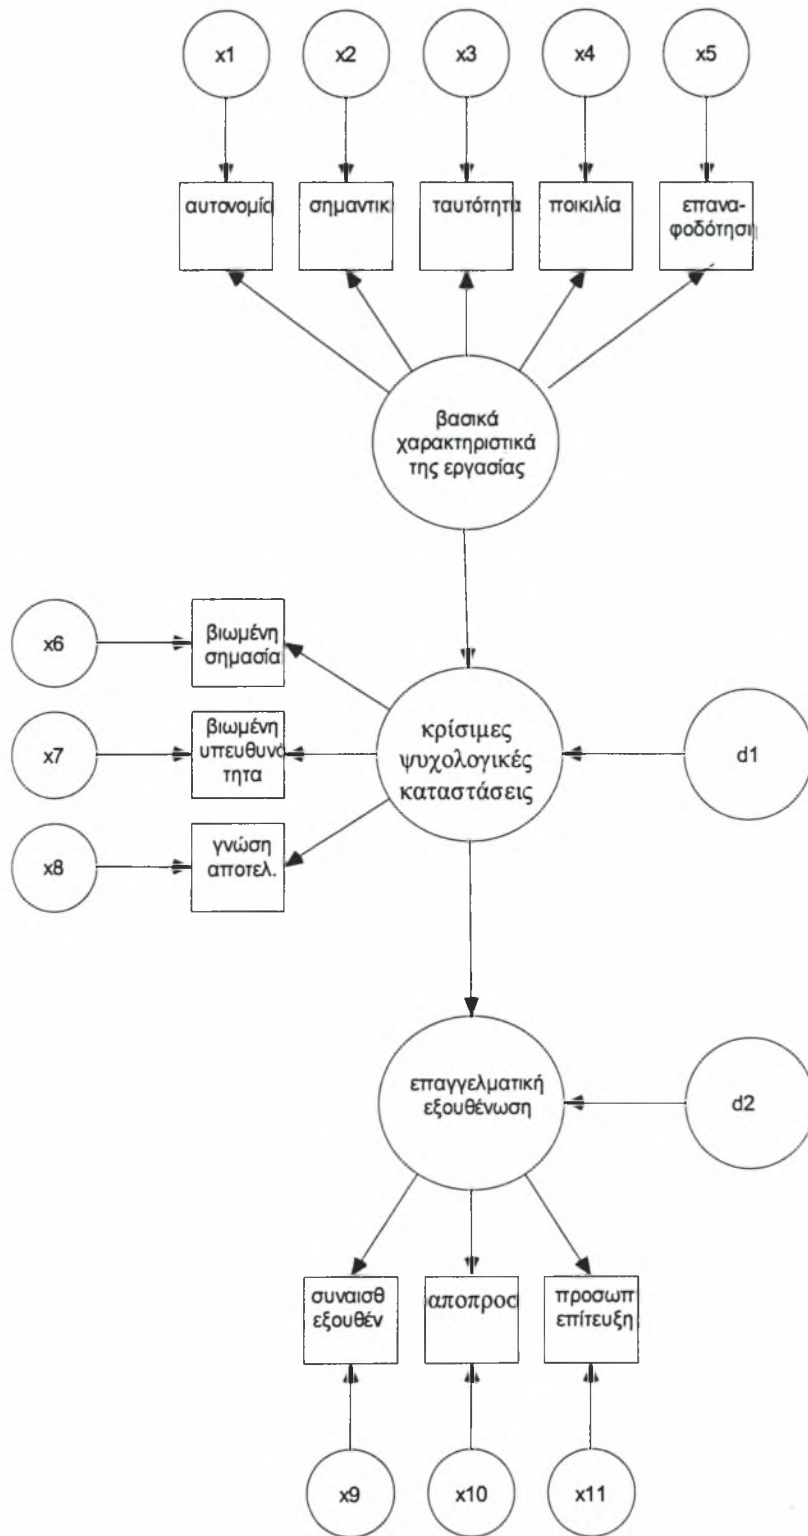 x1 x2 x3 x4 x5
αυτονομία σημαντικ ταυτότητα ποικιλία επανα-
φοδότηση
βασικά
χαρακτηριστικά
της εργασίας
x6
βιωμένη
σημασία
x7
βιωμένη
υπευθυνό
τητα
x8
γνώση
αποτελ.
κρίσιμες
ψυχολογικές
καταστάσεις
d1
επαγγελματική
εξουθένωση
d2
συναισθ
εξουθέν
αποπροσ
προσωπ
επίτευξη
x9 x10 x11